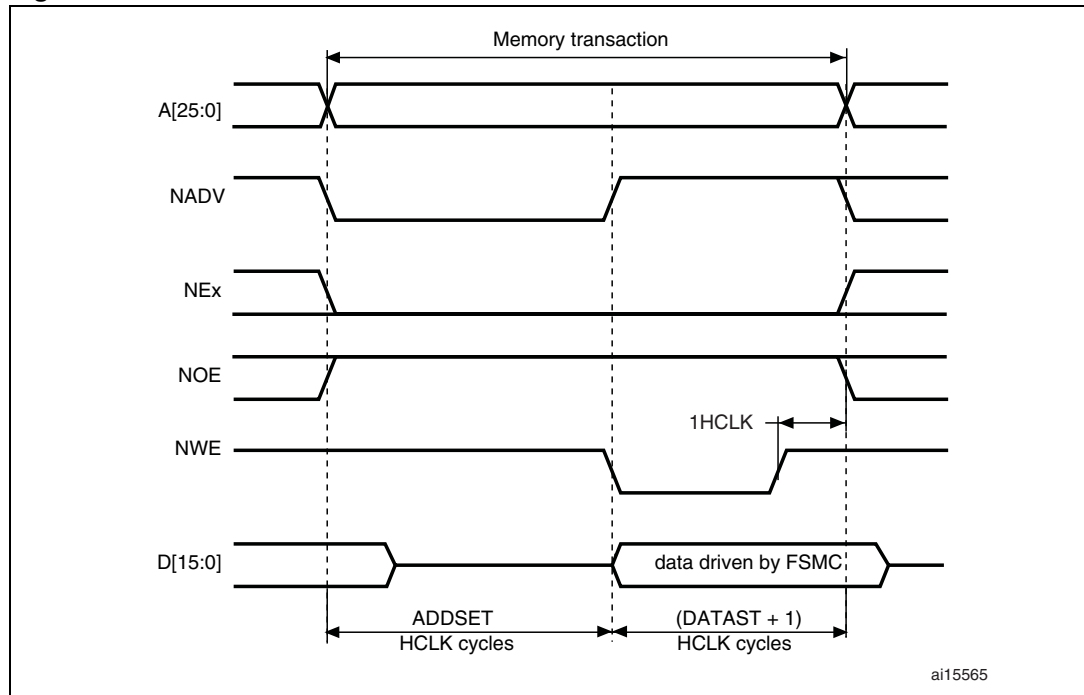 Memory transaction
A[25:0]
NADV
NEx
NOE
1HCLK
NWE
D[15:0]
data driven by FSMC
ADDSET
HCLK cycles
(DATAST + 1)
HCLK cycles
ai15565